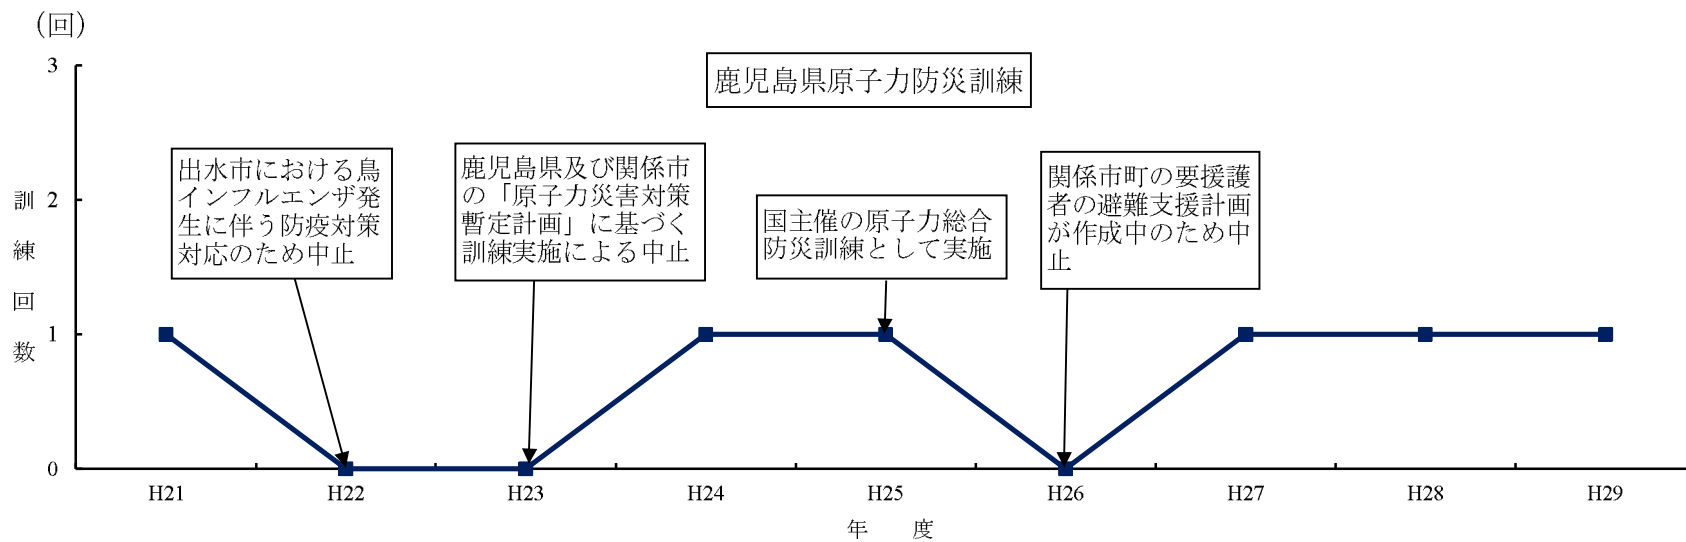 (回)
3
鹿児島県原子力防災訓練
出水市における鳥
インフルエンザ発
生に伴う防疫対策
対応のため中止
鹿児島県及び関係市
の「原子力災害対策
暫定計画」に基づく
訓練実施による中止
国主催の原子力総合
防災訓練として実施
関係市町の要援護
者の避難支援計画
が作成中のため中
止
訓練回数
2
1
0
H21
H22
H23
H24
H25
H26
H27
H28
H29
年 度